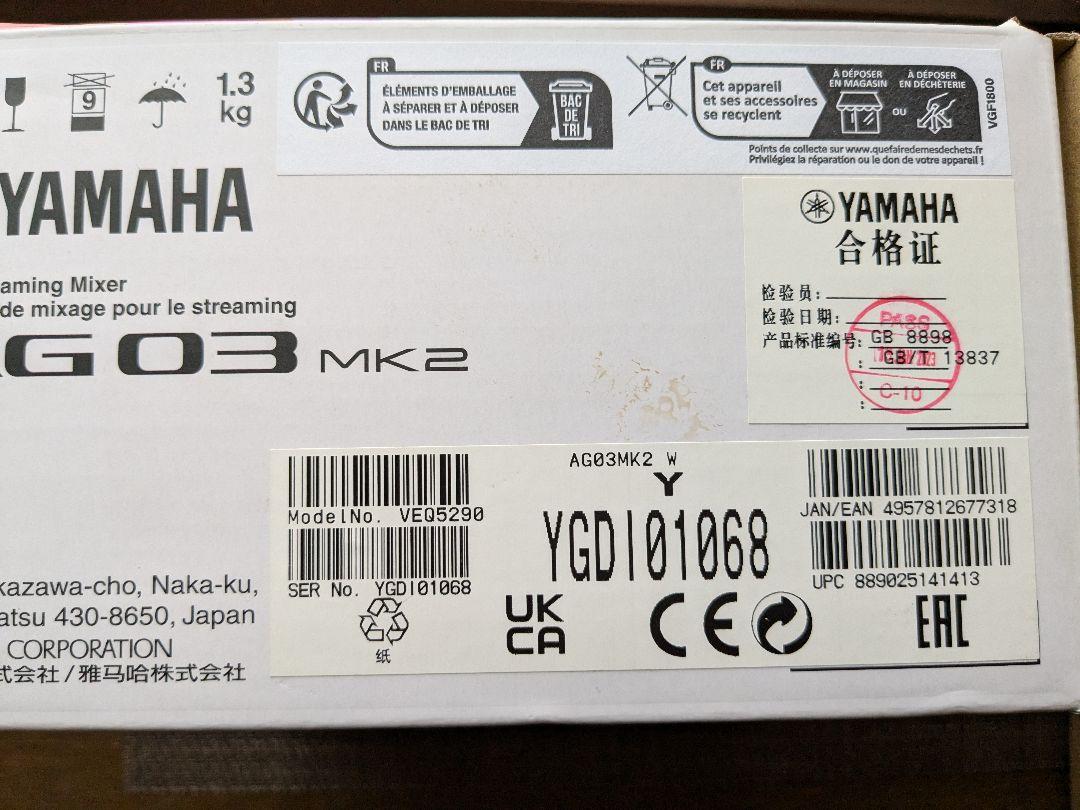 9
1.3
kg
YAMAHA
aming Mixer
de mixage pour le streaming
AG 03 MK2
FR
ÉLÉMENTS D'EMBALLAGE
À SÉPARER ET À DÉPOSER
DANS LE BAC DE TRI
BAC
DE
TRI
FR
Cet appareil
et ses accessoires
se recyclent
À DÉPOSER
EN MAGASIN
OU
À DÉPOSER
EN DÉCHÈTERIE
VGF1800
Points de collecte sur www.quefairedemesdechets.fr
Privilégiez la réparation ou le don de votre appareil !
YAMAHA
合格证
检验员:
检验日期:
产品标准编号: GB 8898
: GB/T 13837
:
:
PASS
2023
C-10
AG03MK2 W
Y
YGDI01068
ModelNo. VEQ5290
SER No. YGDI01068
纸
UK
CA
CE
JAN/EAN 4957812677318
UPC 889025141413
EAC
kazawa-cho, Naka-ku,
atsu 430-8650, Japan
CORPORATION
式会社/雅马哈株式会社